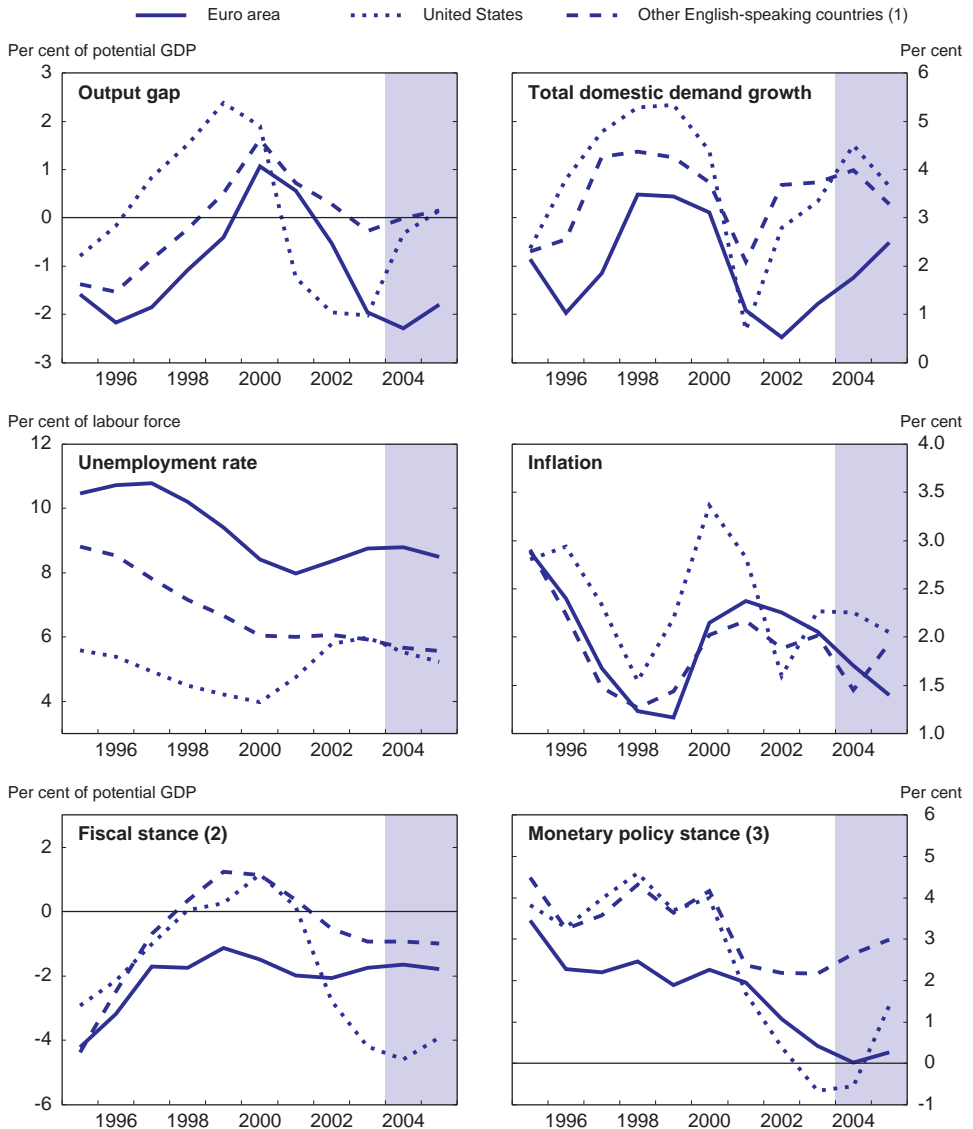 Euro area United States Other English-speaking countries (1)
Per cent of potential GDP
Output gap
3
2
1
0
-1
-2
-3
1996 1998 2000 2002 2004
Per cent
Total domestic demand growth
6
5
4
3
2
1
0
1996 1998 2000 2002 2004
Per cent of labour force
Unemployment rate
12
10
8
6
4
1996 1998 2000 2002 2004
Per cent
Inflation
4.0
3.5
3.0
2.5
2.0
1.5
1.0
1996 1998 2000 2002 2004
Per cent of potential GDP
Fiscal stance (2)
2
0
-2
-4
-6
1996 1998 2000 2002 2004
Per cent
Monetary policy stance (3)
6
5
4
3
2
1
0
-1
1996 1998 2000 2002 2004